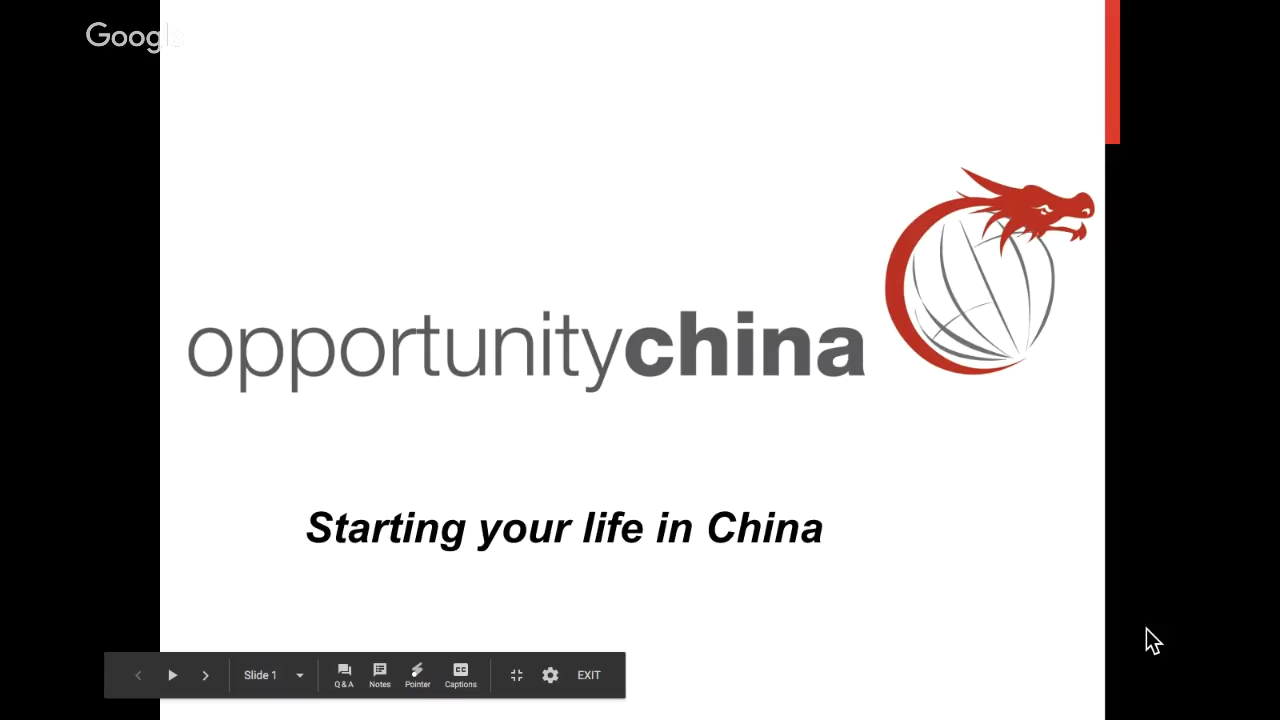 Google
opportunitychina
Starting your life in China
Slide 1
Q&A
Notes
Pointer
Captions
EXIT